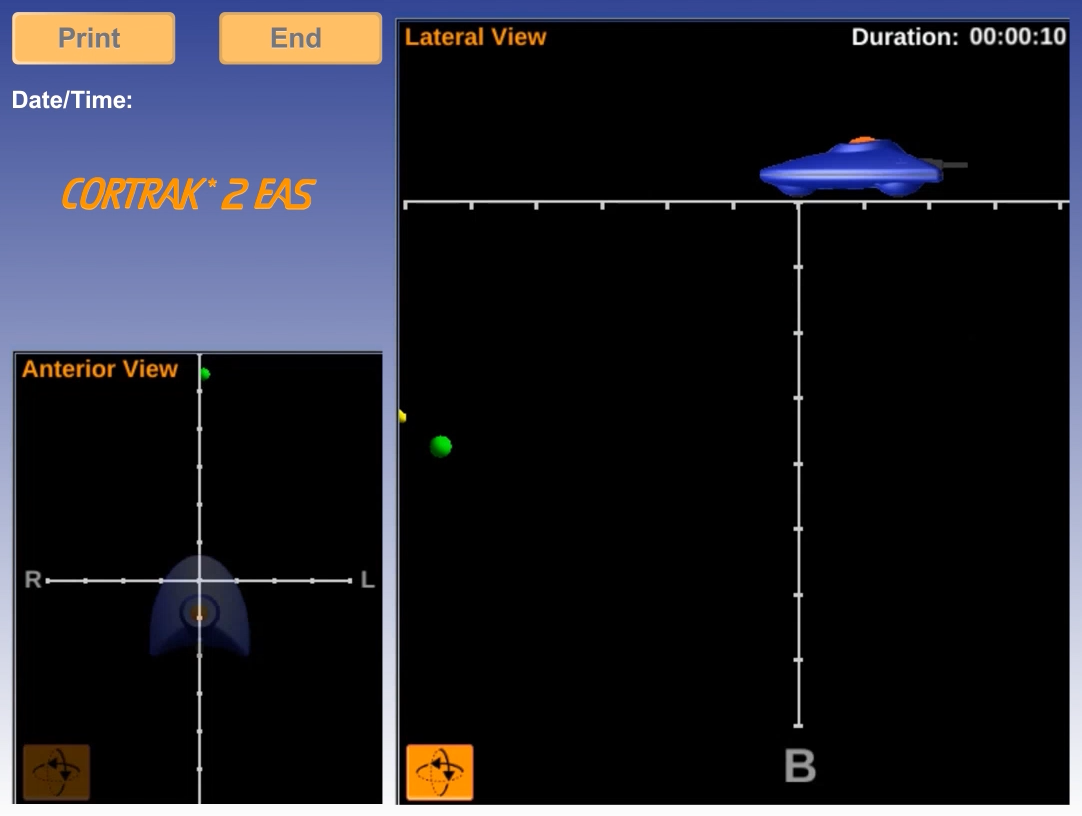 Print
End
Date/Time:
CORTRAK* 2 EAS
Anterior View
R
L
Lateral View
Duration: 00:00:10
B